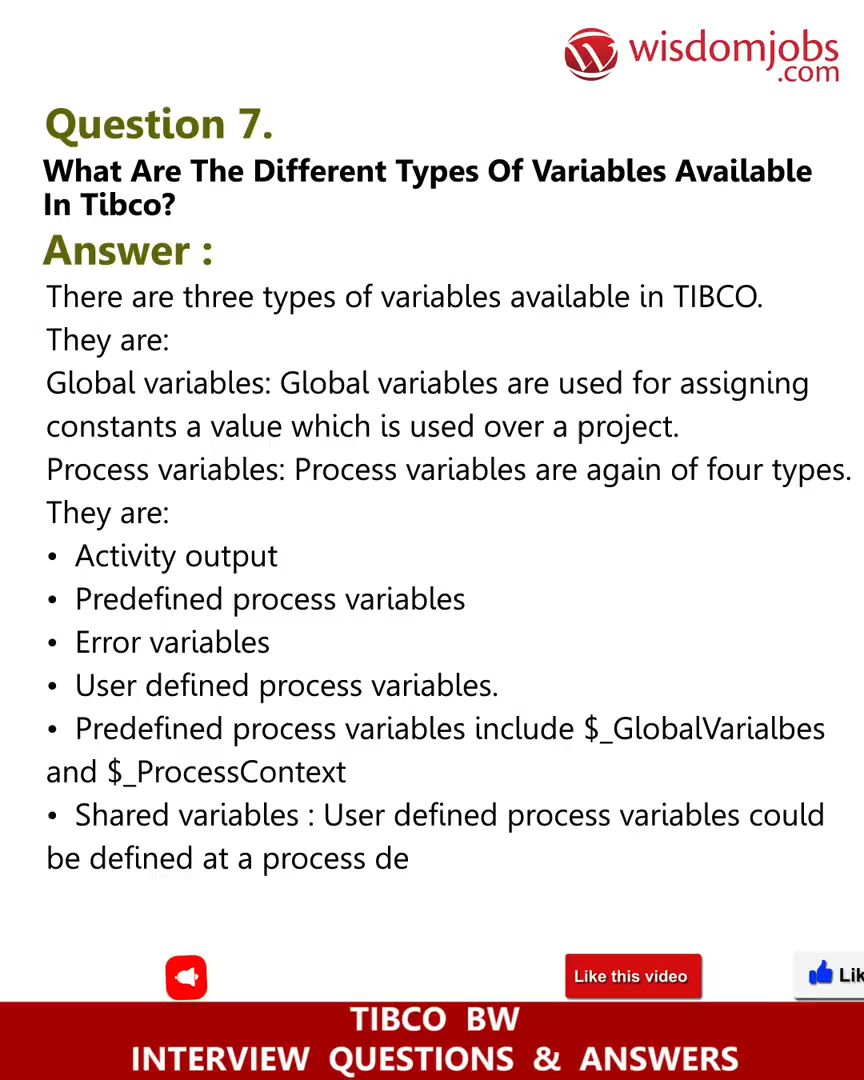 wisdomjobs
.com
Question 7.
What Are The Different Types Of Variables Available
In Tibco?
Answer :
There are three types of variables available in TIBCO.
They are:
Global variables: Global variables are used for assigning
constants a value which is used over a project.
Process variables: Process variables are again of four types.
They are:
• Activity output
• Predefined process variables
• Error variables
• User defined process variables.
• Predefined process variables include $_GlobalVarialbes
and $_ProcessContext
• Shared variables : User defined process variables could
be defined at a process de
Like this video
Lik
TIBCO BW
INTERVIEW QUESTIONS & ANSWERS